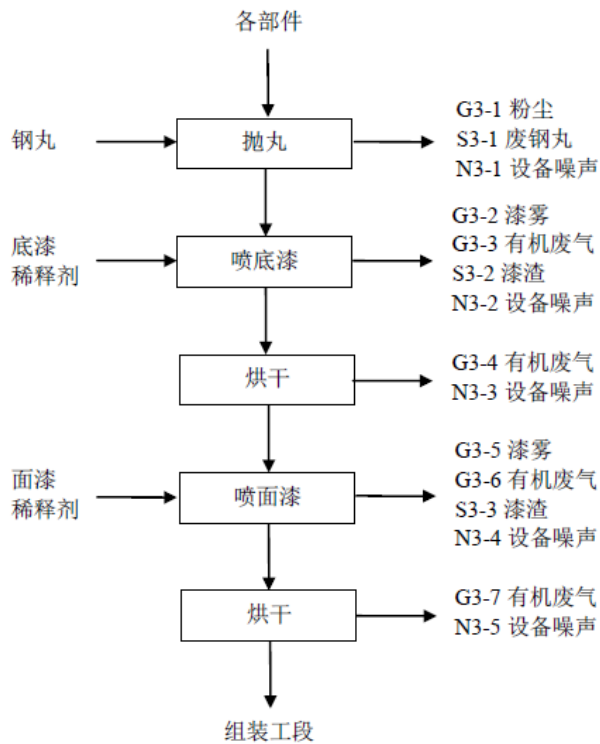 各部件
钢丸
抛丸
G3-1 粉尘
S3-1 废钢丸
N3-1 设备噪声
底漆
稀释剂
喷底漆
G3-2 漆雾
G3-3 有机废气
S3-2 漆渣
N3-2 设备噪声
烘干
G3-4 有机废气
N3-3 设备噪声
面漆
稀释剂
喷面漆
G3-5 漆雾
G3-6 有机废气
S3-3 漆渣
N3-4 设备噪声
烘干
G3-7 有机废气
N3-5 设备噪声
组装工段